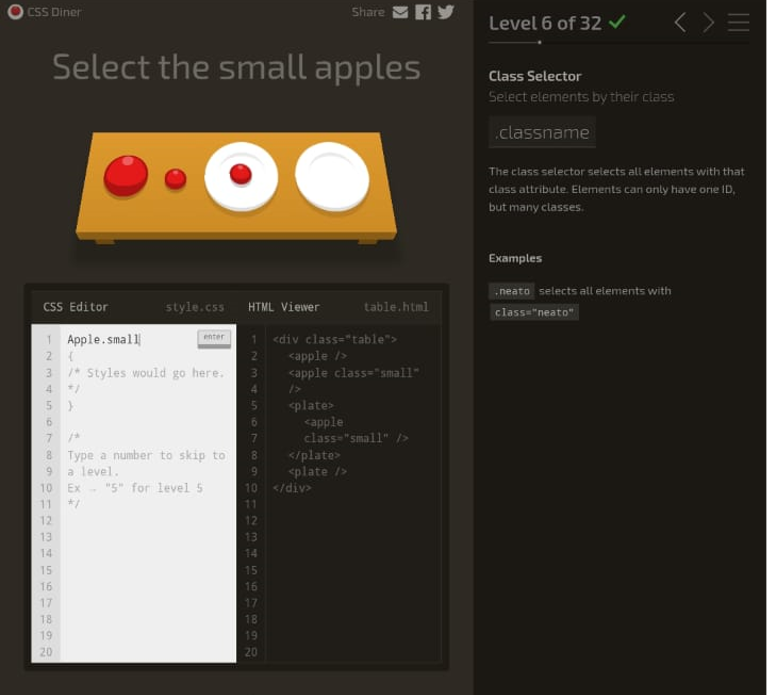 CSS Diner
Share
Select the small apples
CSS Editor
style.css
HTML Viewer
table.html
1 Apple.small
2 {
3 /* Styles would go here.
4 */
5 }
6
7 /*
8 Type a number to skip to
9 a level.
10 Ex → "5" for level 5
11 */
12
13
14
15
16
17
18
19
20
enter
1 <div class="table">
2 <apple />
3 <apple class="small"
4 />
5 <plate>
6 <apple
7 class="small" />
8 </plate>
9 <plate />
10 </div>
11
12
13
14
15
16
17
18
19
20
Level 6 of 32
Class Selector
Select elements by their class
.classname
The class selector selects all elements with that
class attribute. Elements can only have one ID,
but many classes.
Examples
.neato selects all elements with
class="neato"